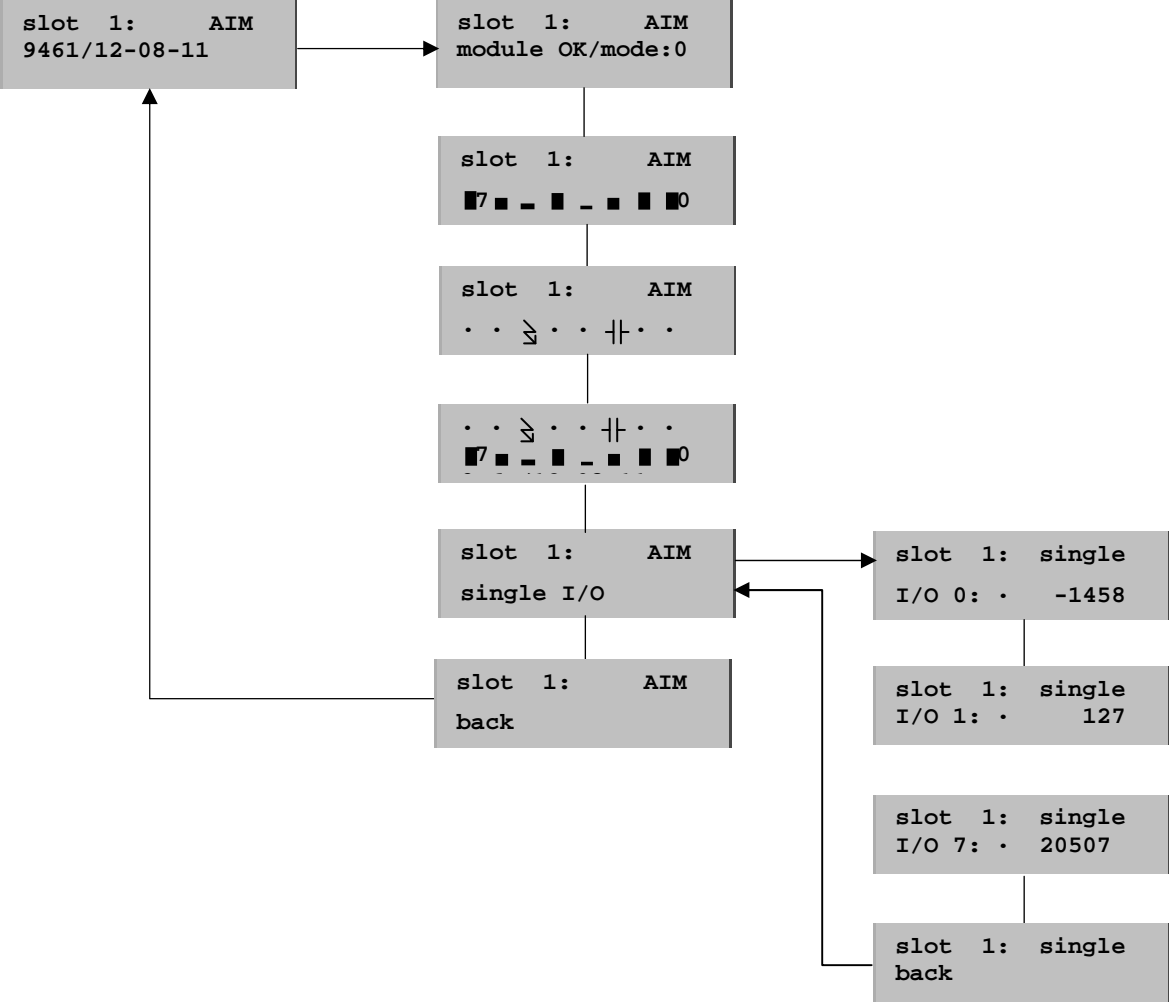 slot 1: AIM
9461/12-08-11
slot 1: AIM
module OK/mode:0
slot 1: AIM
7 0
slot 1: AIM
7 0
slot 1: AIM
single I/O
slot 1: AIM
back
slot 1: single
I/O 0: · -1458
slot 1: single
I/O 1: · 127
slot 1: single
I/O 7: · 20507
slot 1: single
back